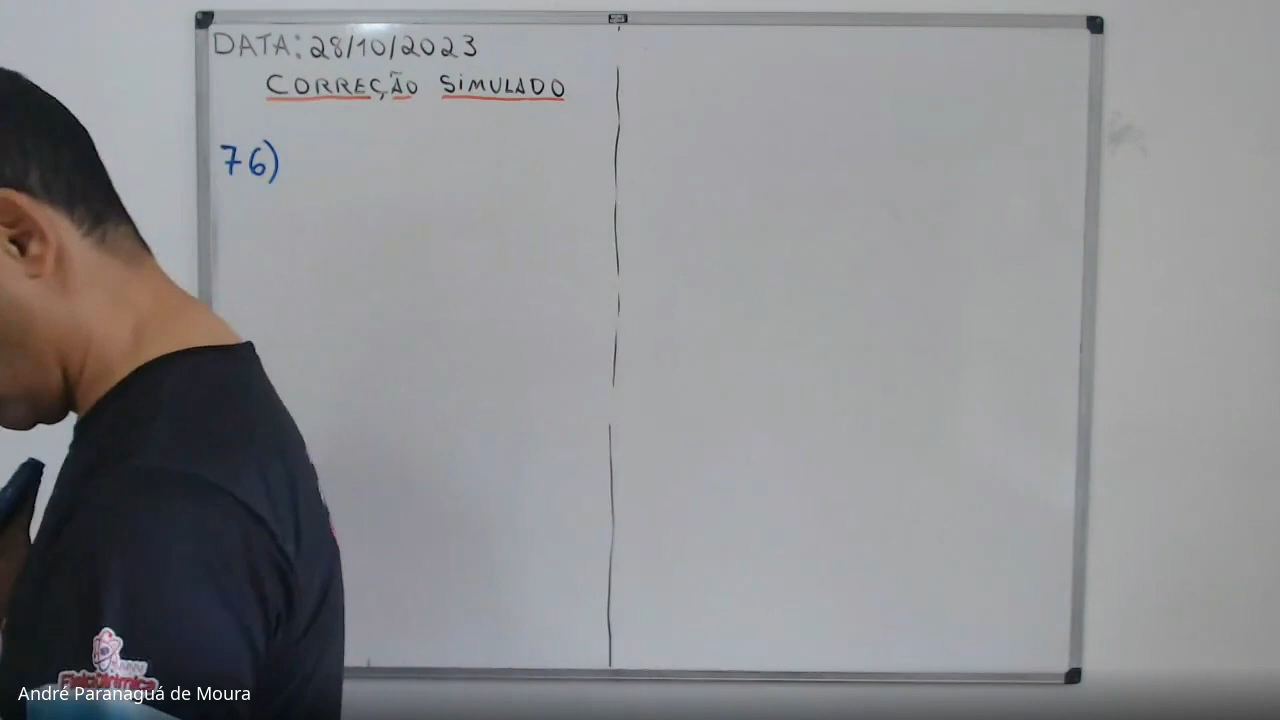 DATA: 28/10/2023
CORREÇÃO SIMULADO
76)
André Paranaguá de Moura